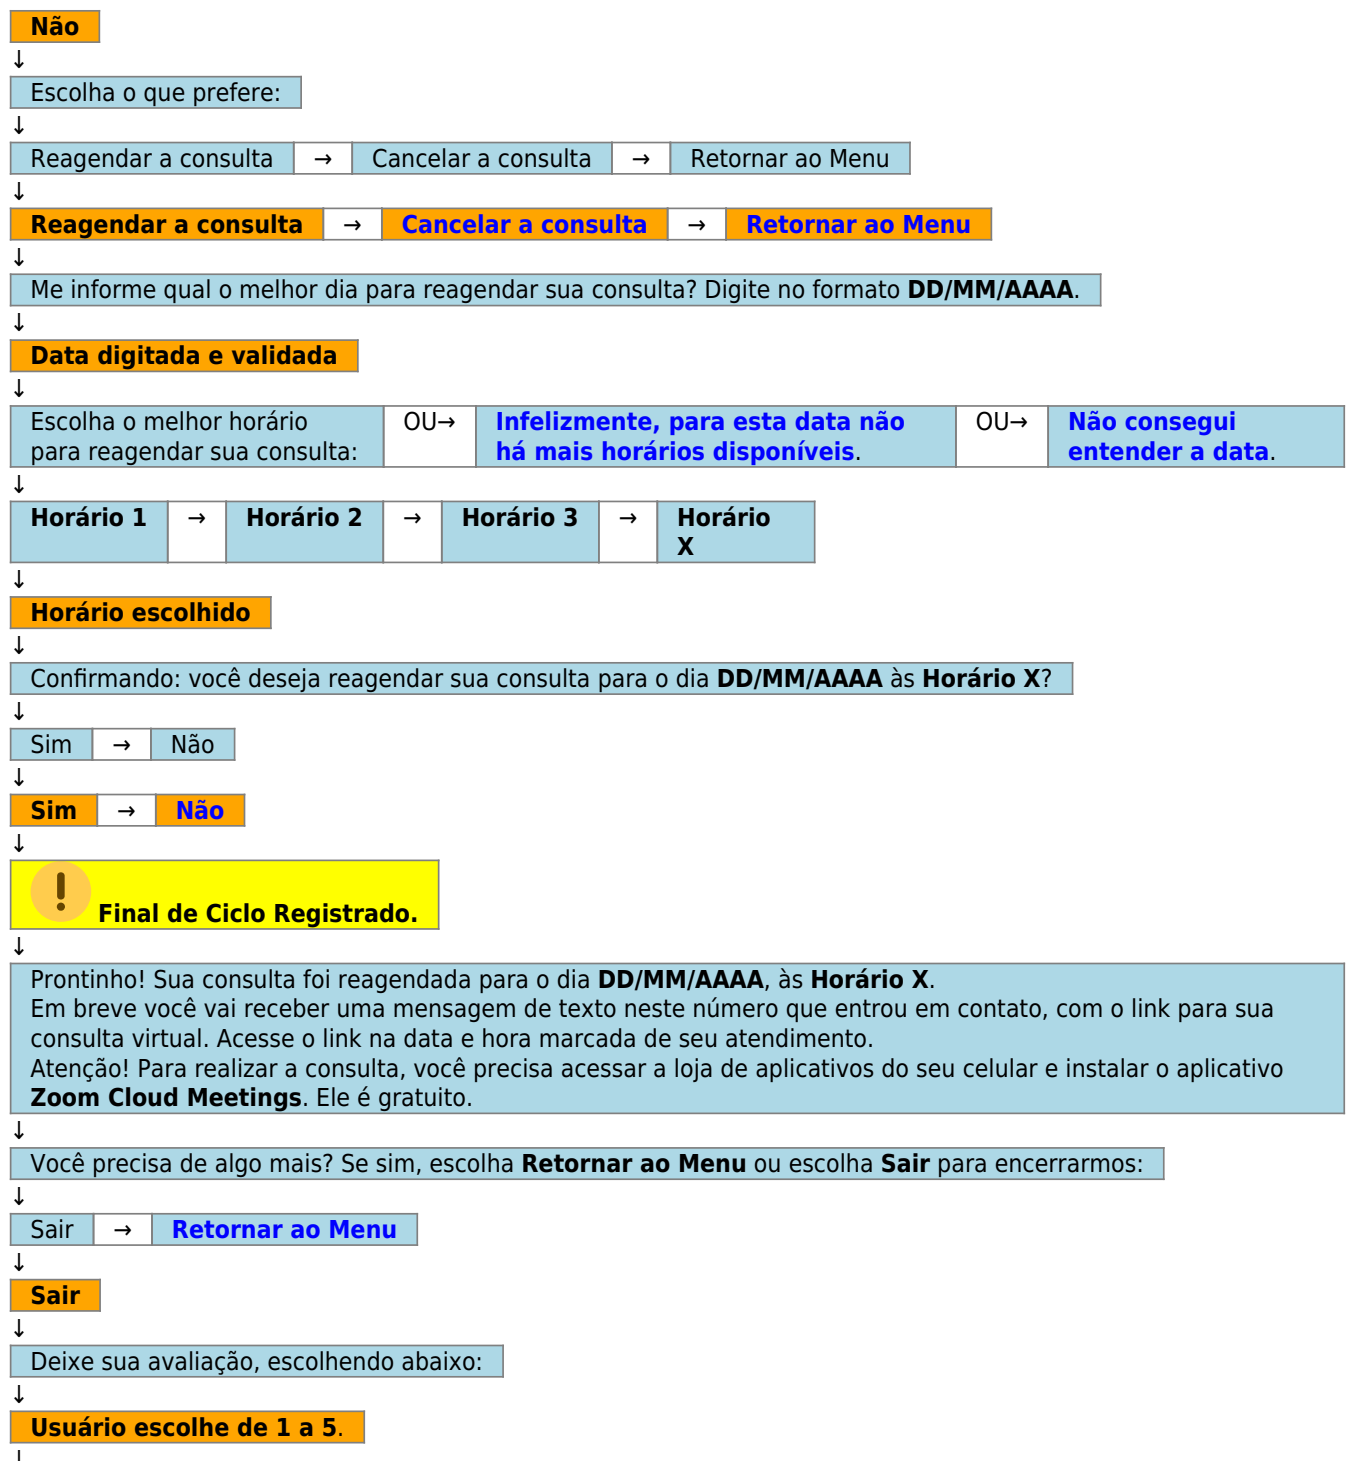 Não
↓
Escolha o que prefere:
↓
Reagendar a consulta → Cancelar a consulta → Retornar ao Menu
↓
Reagendar a consulta → Cancelar a consulta → Retornar ao Menu
↓
Me informe qual o melhor dia para reagendar sua consulta? Digite no formato DD/MM/AAAA.
↓
Data digitada e validada
↓
Escolha o melhor horário
para reagendar sua consulta:
OU→
Infelizmente, para esta data não
há mais horários disponíveis.
OU→
Não consegui
entender a data.
↓
Horário 1 → Horário 2 → Horário 3 → Horário
X
↓
Horário escolhido
↓
Confirmando: você deseja reagendar sua consulta para o dia DD/MM/AAAA às Horário X?
↓
Sim → Não
↓
Sim → Não
↓
Final de Ciclo Registrado.
↓
Prontinho! Sua consulta foi reagendada para o dia DD/MM/AAAA, às Horário X.
Em breve você vai receber uma mensagem de texto neste número que entrou em contato, com o link para sua
consulta virtual. Acesse o link na data e hora marcada de seu atendimento.
Atenção! Para realizar a consulta, você precisa acessar a loja de aplicativos do seu celular e instalar o aplicativo
Zoom Cloud Meetings. Ele é gratuito.
↓
Você precisa de algo mais? Se sim, escolha Retornar ao Menu ou escolha Sair para encerrarmos:
↓
Sair → Retornar ao Menu
↓
Sair
↓
Deixe sua avaliação, escolhendo abaixo:
↓
Usuário escolhe de 1 a 5.